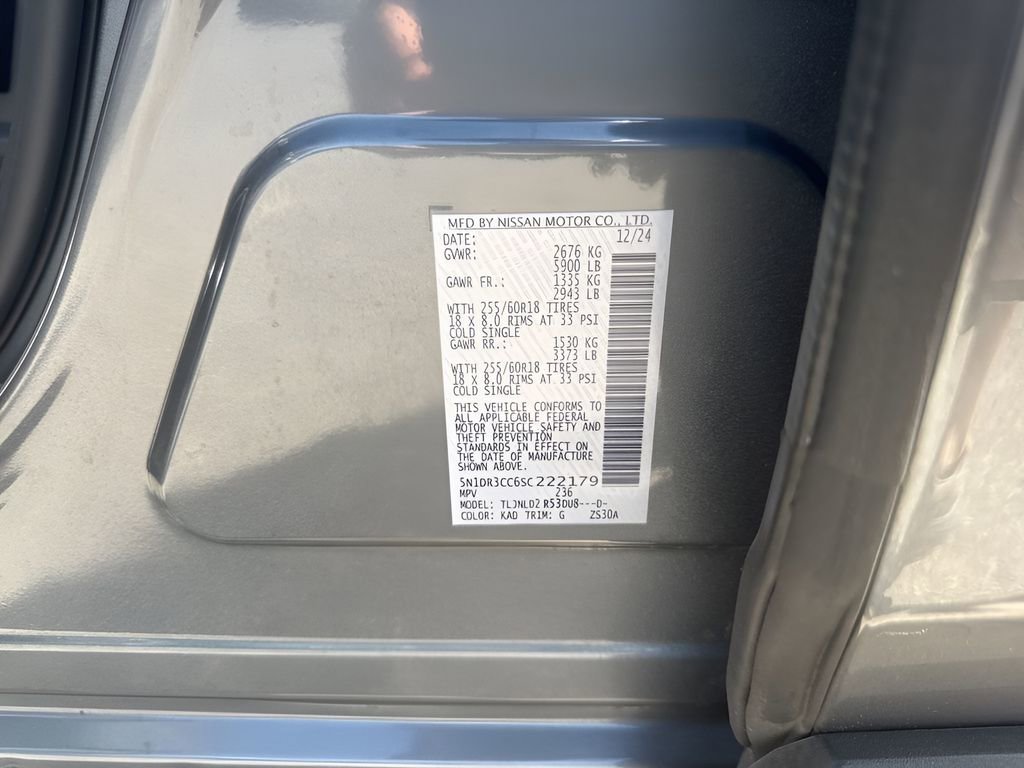 MFD BY NISSAN MOTOR CO., LTD.
DATE: 12/24
GVWR: 2676 KG
5900 LB
GAWR FR.: 1335 KG
2943 LB
WITH 255/60R18 TIRES
18 X 8.0 RIMS AT 33 PSI
COLD SINGLE
GAWR RR.: 1530 KG
3373 LB
WITH 255/60R18 TIRES
18 X 8.0 RIMS AT 33 PSI
COLD SINGLE
THIS VEHICLE CONFORMS TO
ALL APPLICABLE FEDERAL
MOTOR VEHICLE SAFETY AND
THEFT PREVENTION
STANDARDS IN EFFECT ON
THE DATE OF MANUFACTURE
SHOWN ABOVE.
5N1DR3CC6SC222179
MPV 236
MODEL:
COLOR: KAD TRIM: G ZS30A